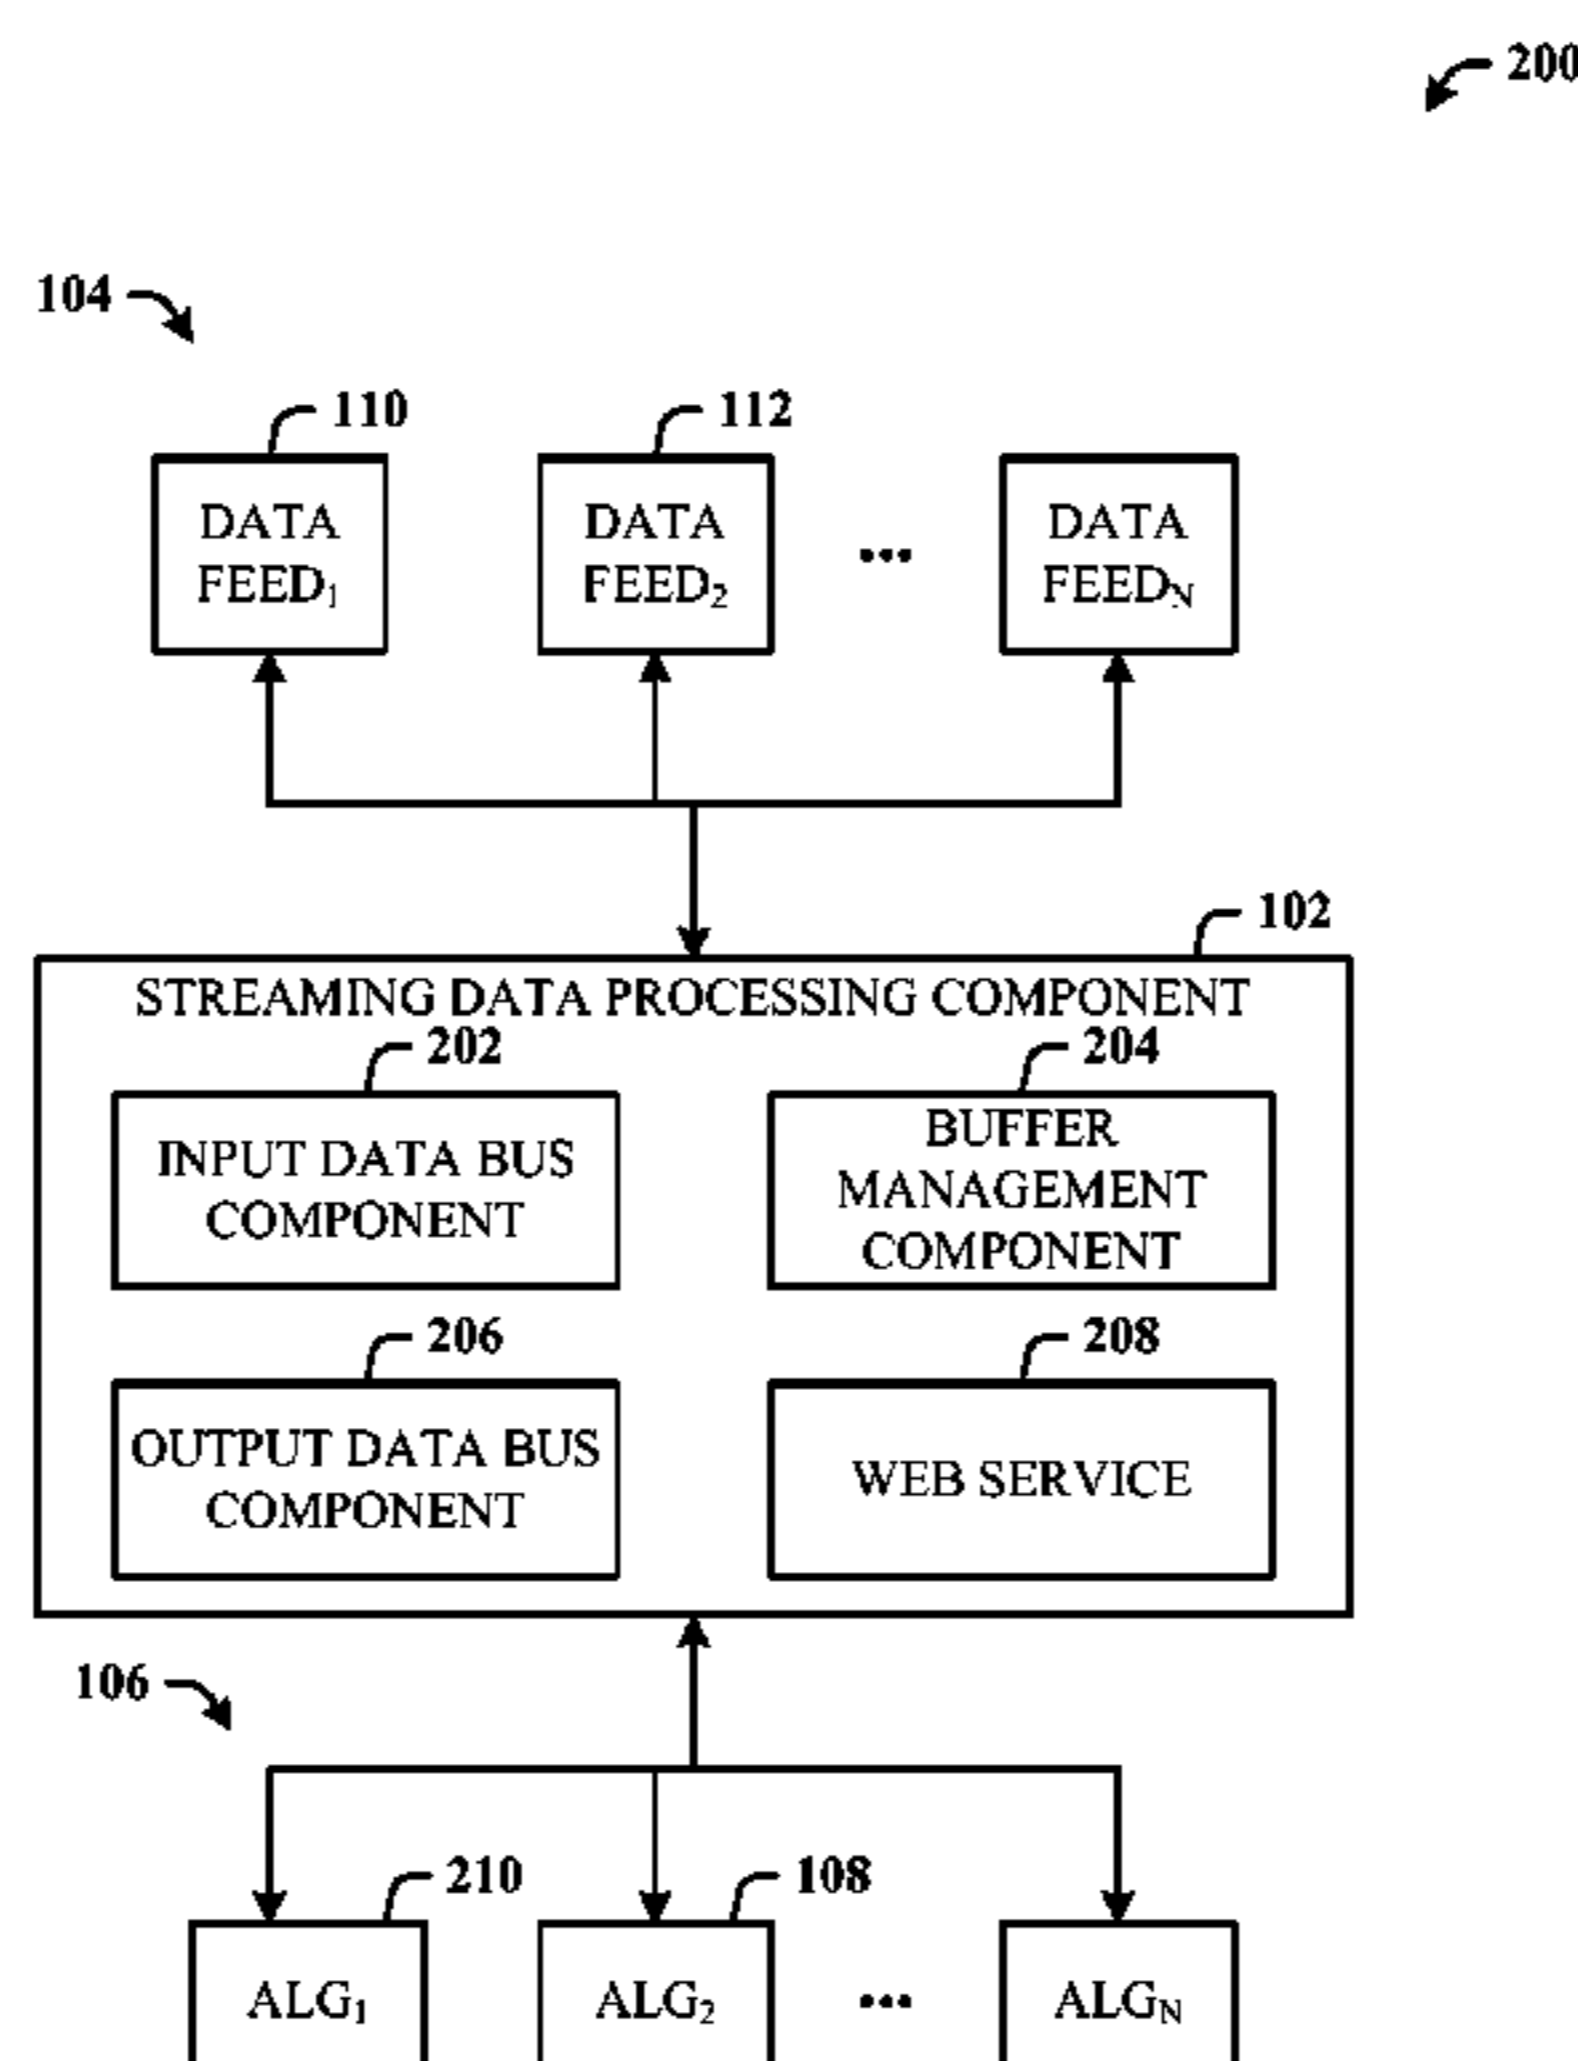 200
104
110
112
DATA
FEED₁
DATA
FEED₂
...
DATA
FEEDN
102
STREAMING DATA PROCESSING COMPONENT
202
204
INPUT DATA BUS
COMPONENT
BUFFER
MANAGEMENT
COMPONENT
206
208
OUTPUT DATA BUS
COMPONENT
WEB SERVICE
106
210
108
ALG₁
ALG₂
...
ALGN